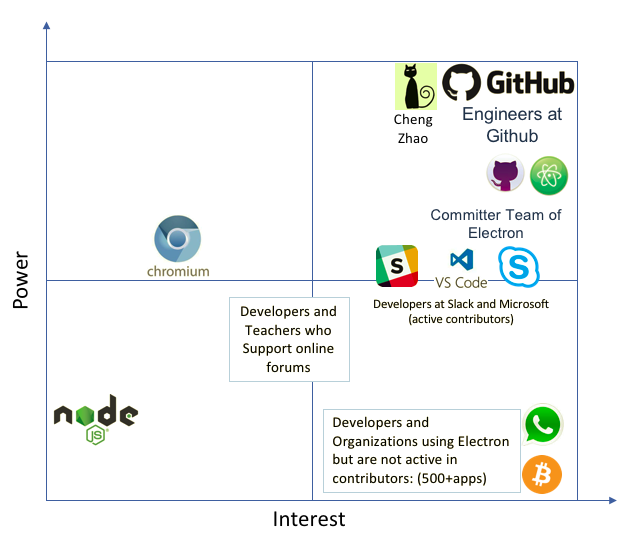 GitHub
Cheng
Zhao
Engineers at
Github
Committer Team of
Electron
chromium
S
VS Code
S
Power
Developers at Slack and Microsoft
(active contributors)
Developers and
Teachers who
Support online
forums
node
JS
Developers and
Organizations using Electron
but are not active in
contributors: (500+apps)
Interest